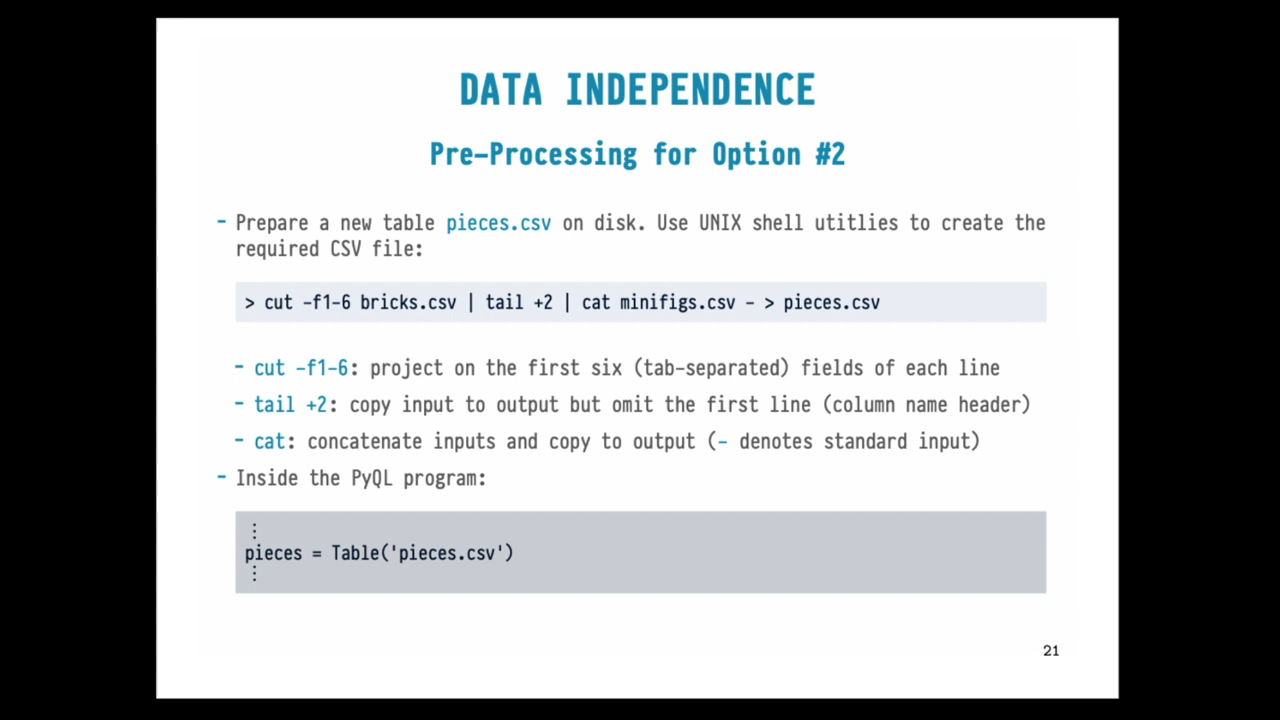 DATA INDEPENDENCE
Pre-Processing for Option #2
- Prepare a new table pieces.csv on disk. Use UNIX shell utitlies to create the
required CSV file:
> cut -f1-6 bricks.csv | tail +2 | cat minifigs.csv - > pieces.csv
- cut -f1-6: project on the first six (tab-separated) fields of each line
- tail +2: copy input to output but omit the first line (column name header)
- cat: concatenate inputs and copy to output (- denotes standard input)
- Inside the PyQL program:
⋮
pieces = Table('pieces.csv')
⋮
21